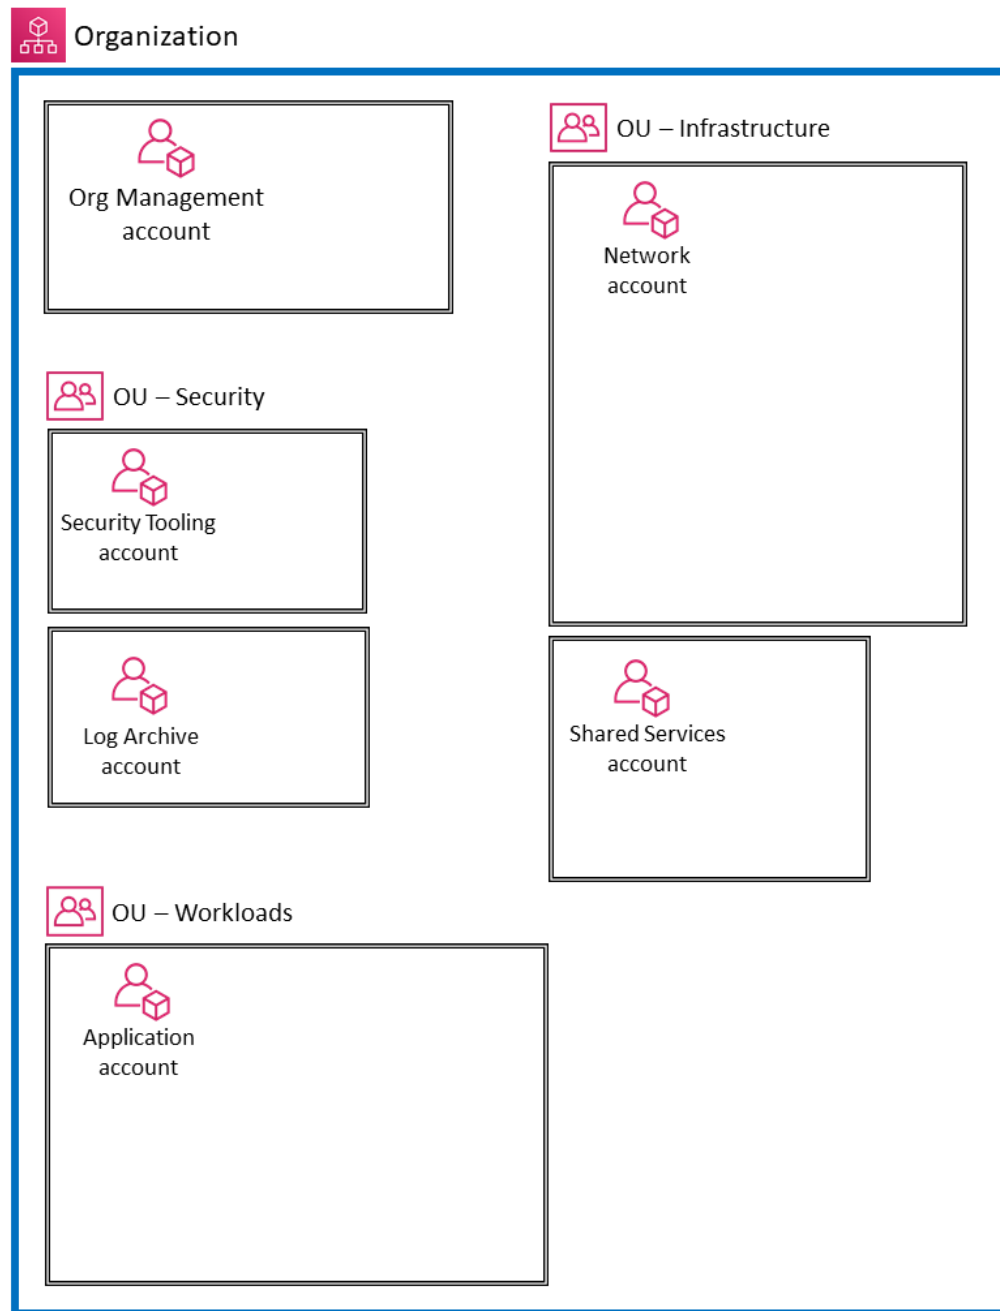 Organization
Org Management
account
OU – Security
Security Tooling
account
Log Archive
account
OU – Workloads
Application
account
OU – Infrastructure
Network
account
Shared Services
account